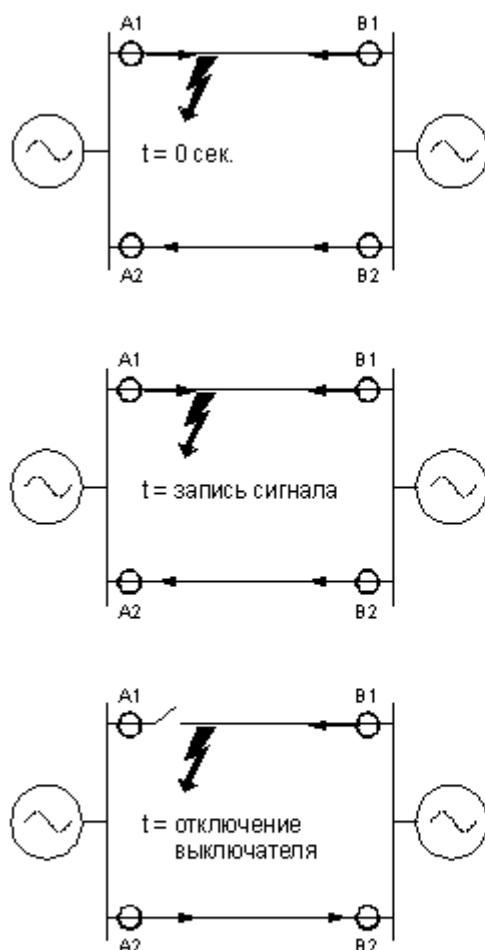 A1 B1
t = 0 сек.
A2 B2
A1 B1
t = запись сигнала
A2 B2
A1 B1
t = отключение
выключателя
A2 B2